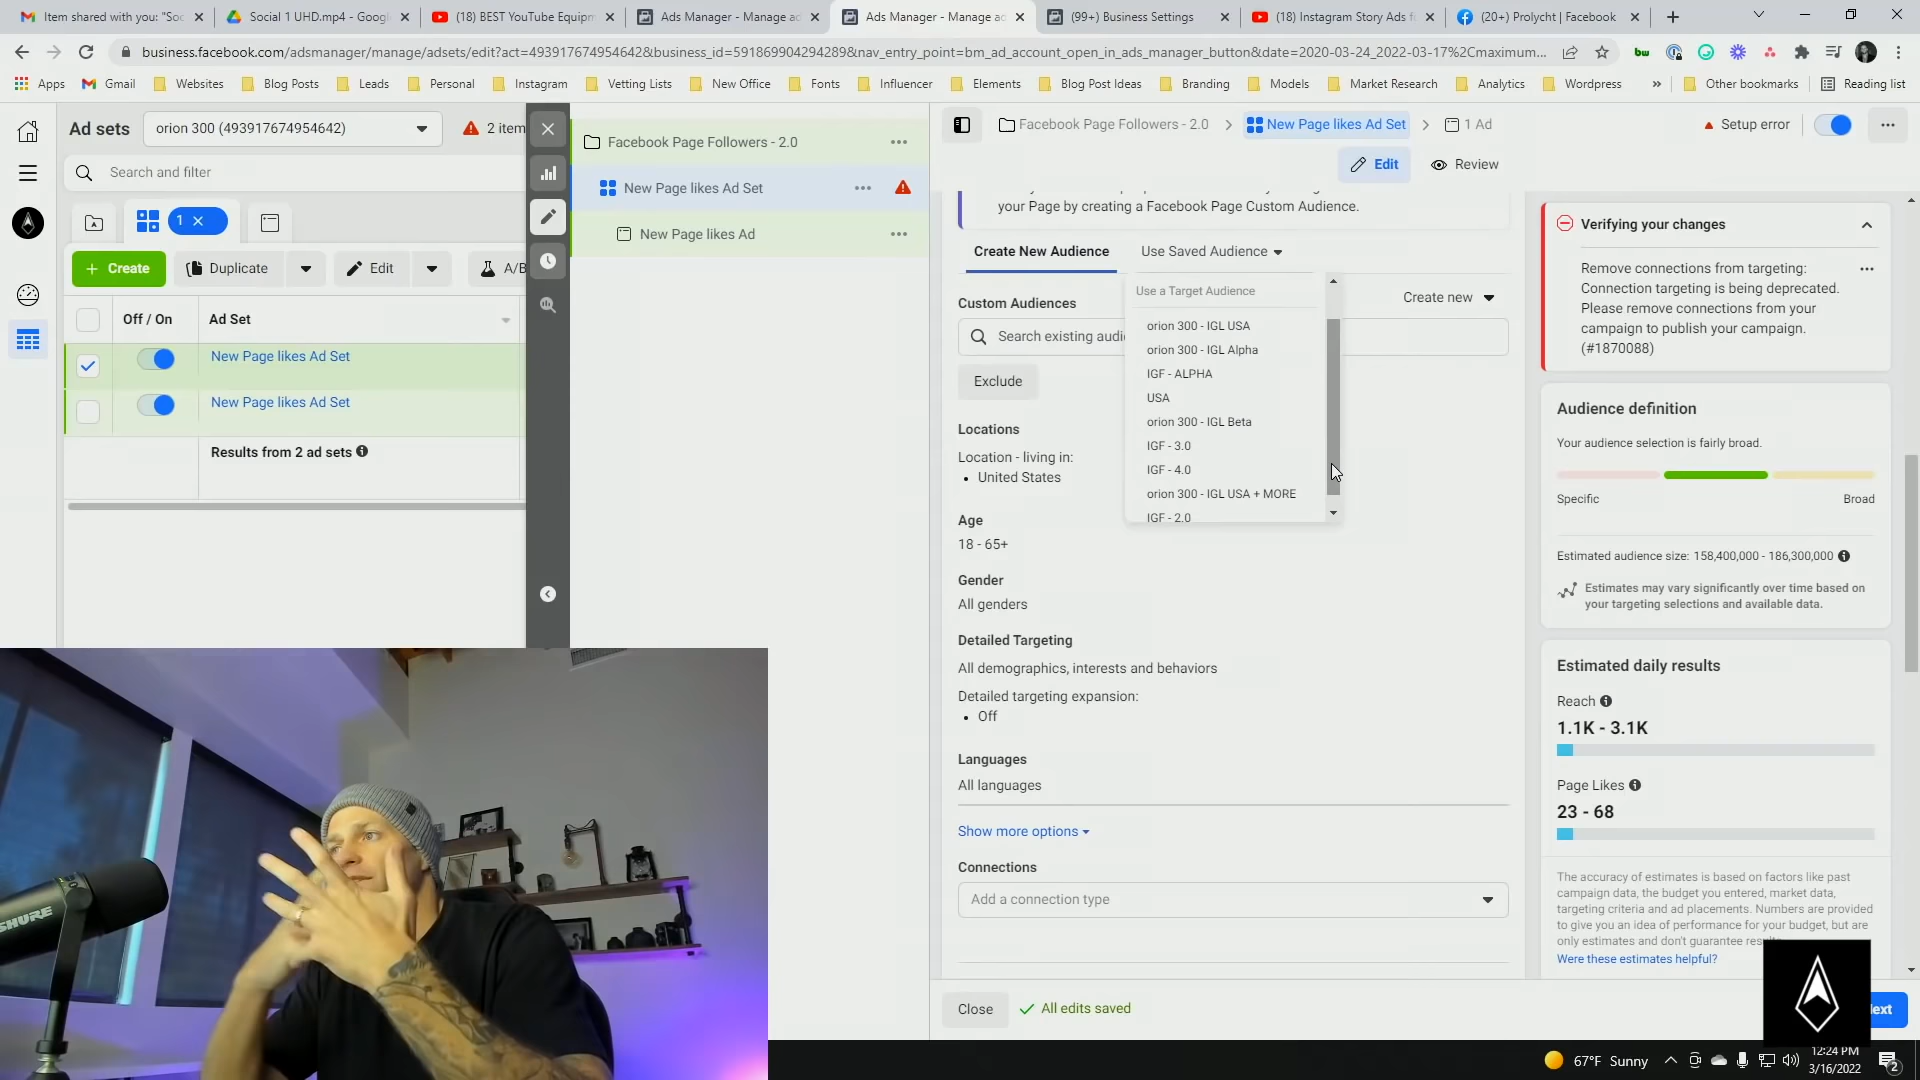 Item shared with you: "Soc
Social 1 UHD.mp4 - Google
(18) BEST YouTube Equipm
Ads Manager - Manage ad
Ads Manager - Manage ad
(99+) Business Settings
(18) Instagram Story Ads f
(20+) Prolycht | Facebook
business.facebook.com/adsmanager/manage/adsets/edit?act=493917674954642&business_id=5918699042942898&nav_entry_point=bm_ad_account_open_in_ads_manager_button&date=2020-03-24_2022-03-17%2Cmaximum...
Apps
Gmail
Websites
Blog Posts
Leads
Personal
Instagram
Vetting Lists
New Office
Fonts
Influencer
Elements
Blog Post Ideas
Branding
Models
Market Research
Analytics
Wordpress
»
Other bookmarks
Reading list
Ad sets
orion 300 (493917674954642)
2 item
Search and filter
1
Create
Duplicate
Edit
A/B
Off / On
Ad Set
New Page likes Ad Set
New Page likes Ad Set
Results from 2 ad sets
Facebook Page Followers - 2.0
New Page likes Ad Set
New Page likes Ad
Facebook Page Followers - 2.0
New Page likes Ad Set
1 Ad
Setup error
Edit
Review
your Page by creating a Facebook Page Custom Audience.
Create New Audience
Use Saved Audience
Use a Target Audience
orion 300 - IGL USA
orion 300 - IGL Alpha
IGF - ALPHA
USA
orion 300 - IGL Beta
IGF - 3.0
IGF - 4.0
orion 300 - IGL USA + MORE
IGF - 2.0
Custom Audiences
Create new
Search existing audie
Exclude
Locations
Location - living in:
• United States
Age
18 - 65+
Gender
All genders
Detailed Targeting
All demographics, interests and behaviors
Detailed targeting expansion:
• Off
Languages
All languages
Show more options
Connections
Add a connection type
Close
All edits saved
Verifying your changes
Remove connections from targeting:
Connection targeting is being deprecated.
Please remove connections from your
campaign to publish your campaign.
(#1870088)
Audience definition
Your audience selection is fairly broad.
Specific
Broad
Estimated audience size: 158,400,000 - 186,300,000
Estimates may vary significantly over time based on
your targeting selections and available data.
Estimated daily results
Reach
1.1K - 3.1K
Page Likes
23 - 68
The accuracy of estimates is based on factors like past
campaign data, the budget you entered, market data,
targeting criteria and ad placements. Numbers are provided
to give you an idea of performance for your budget, but are
only estimates and don't guarantee results.
Were these estimates helpful?
ext
SHURE
67°F Sunny
12:24 PM
3/16/2022
2